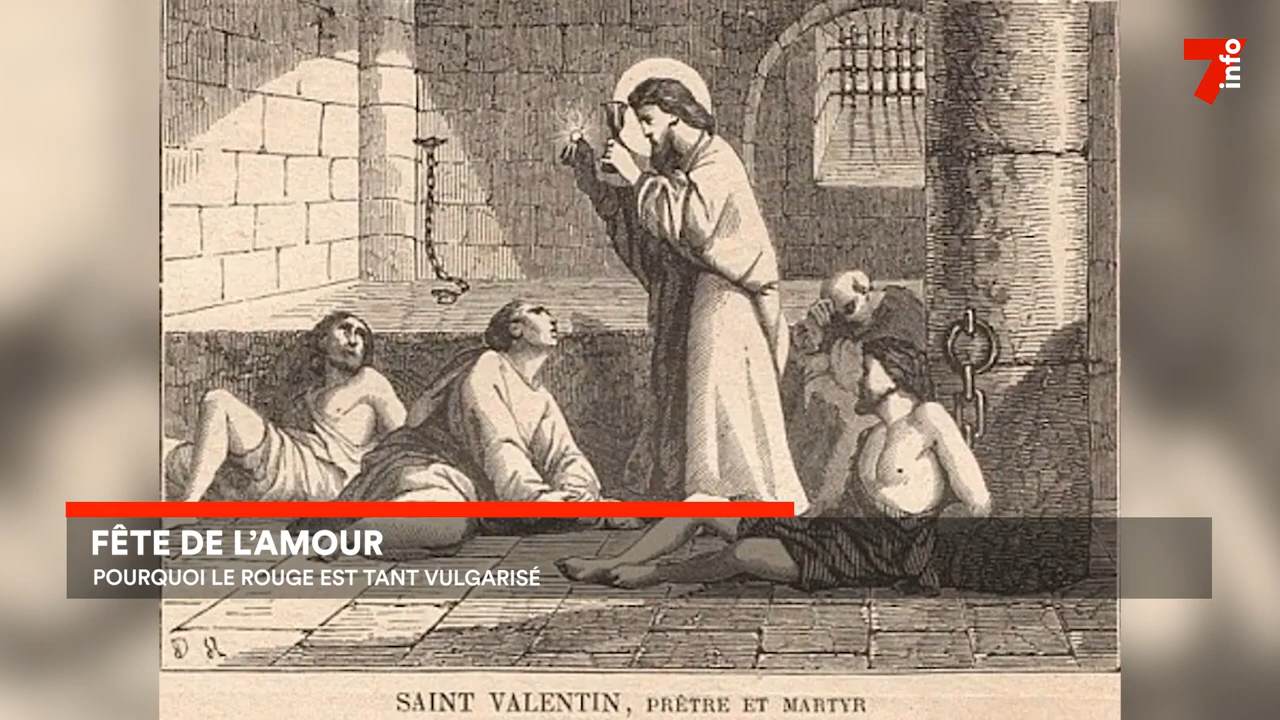 7 info
FÊTE DE L’AMOUR
POURQUOI LE ROUGE EST TANT VULGARISÉ
SAINT VALENTIN, PRÊTRE ET MARTYR